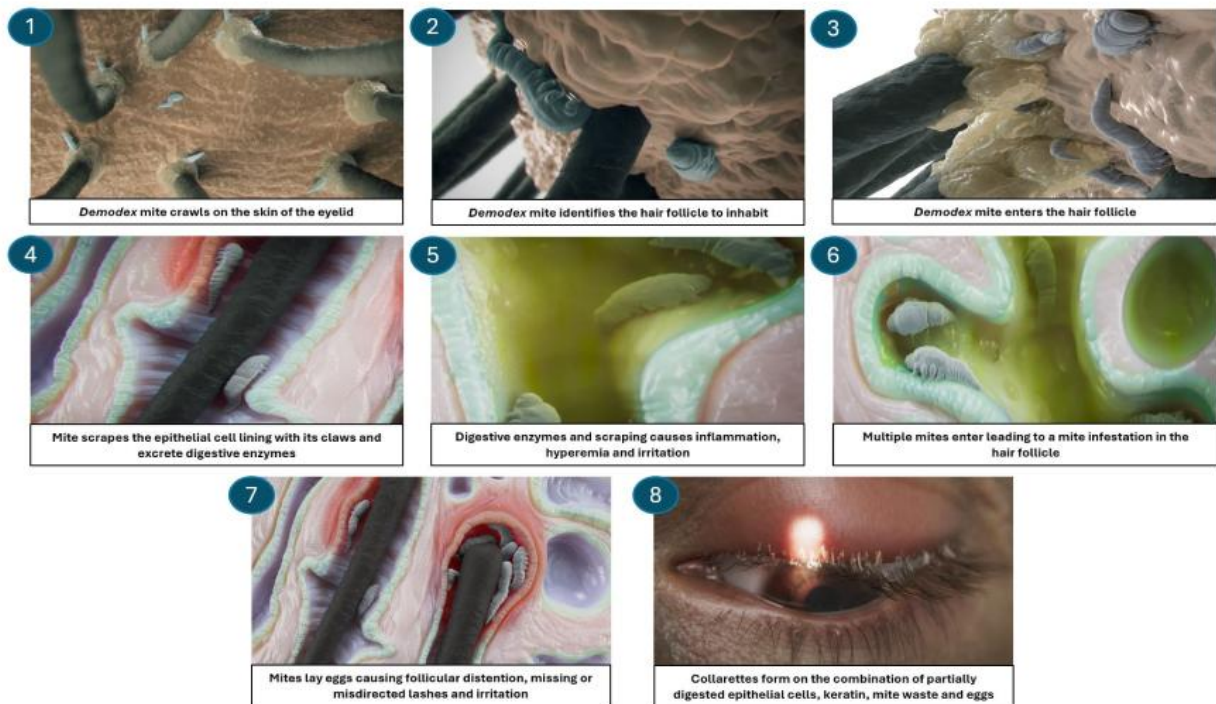 1
2
3
Demodex mite crawls on the skin of the eyelid
Demodex mite identifies the hair follicle to inhabit
Demodex mite enters the hair follicle
4
5
6
Mite scrapes the epithelial cell lining with its claws and
excrete digestive enzymes
Digestive enzymes and scraping causes inflammation,
hyperemia and irritation
Multiple mites enter leading to a mite infestation in the
hair follicle
7
8
Mites lay eggs causing follicular distention, missing or
misdirected lashes and irritation
Collarettes form on the combination of partially
digested epithelial cells, keratin, mite waste and eggs